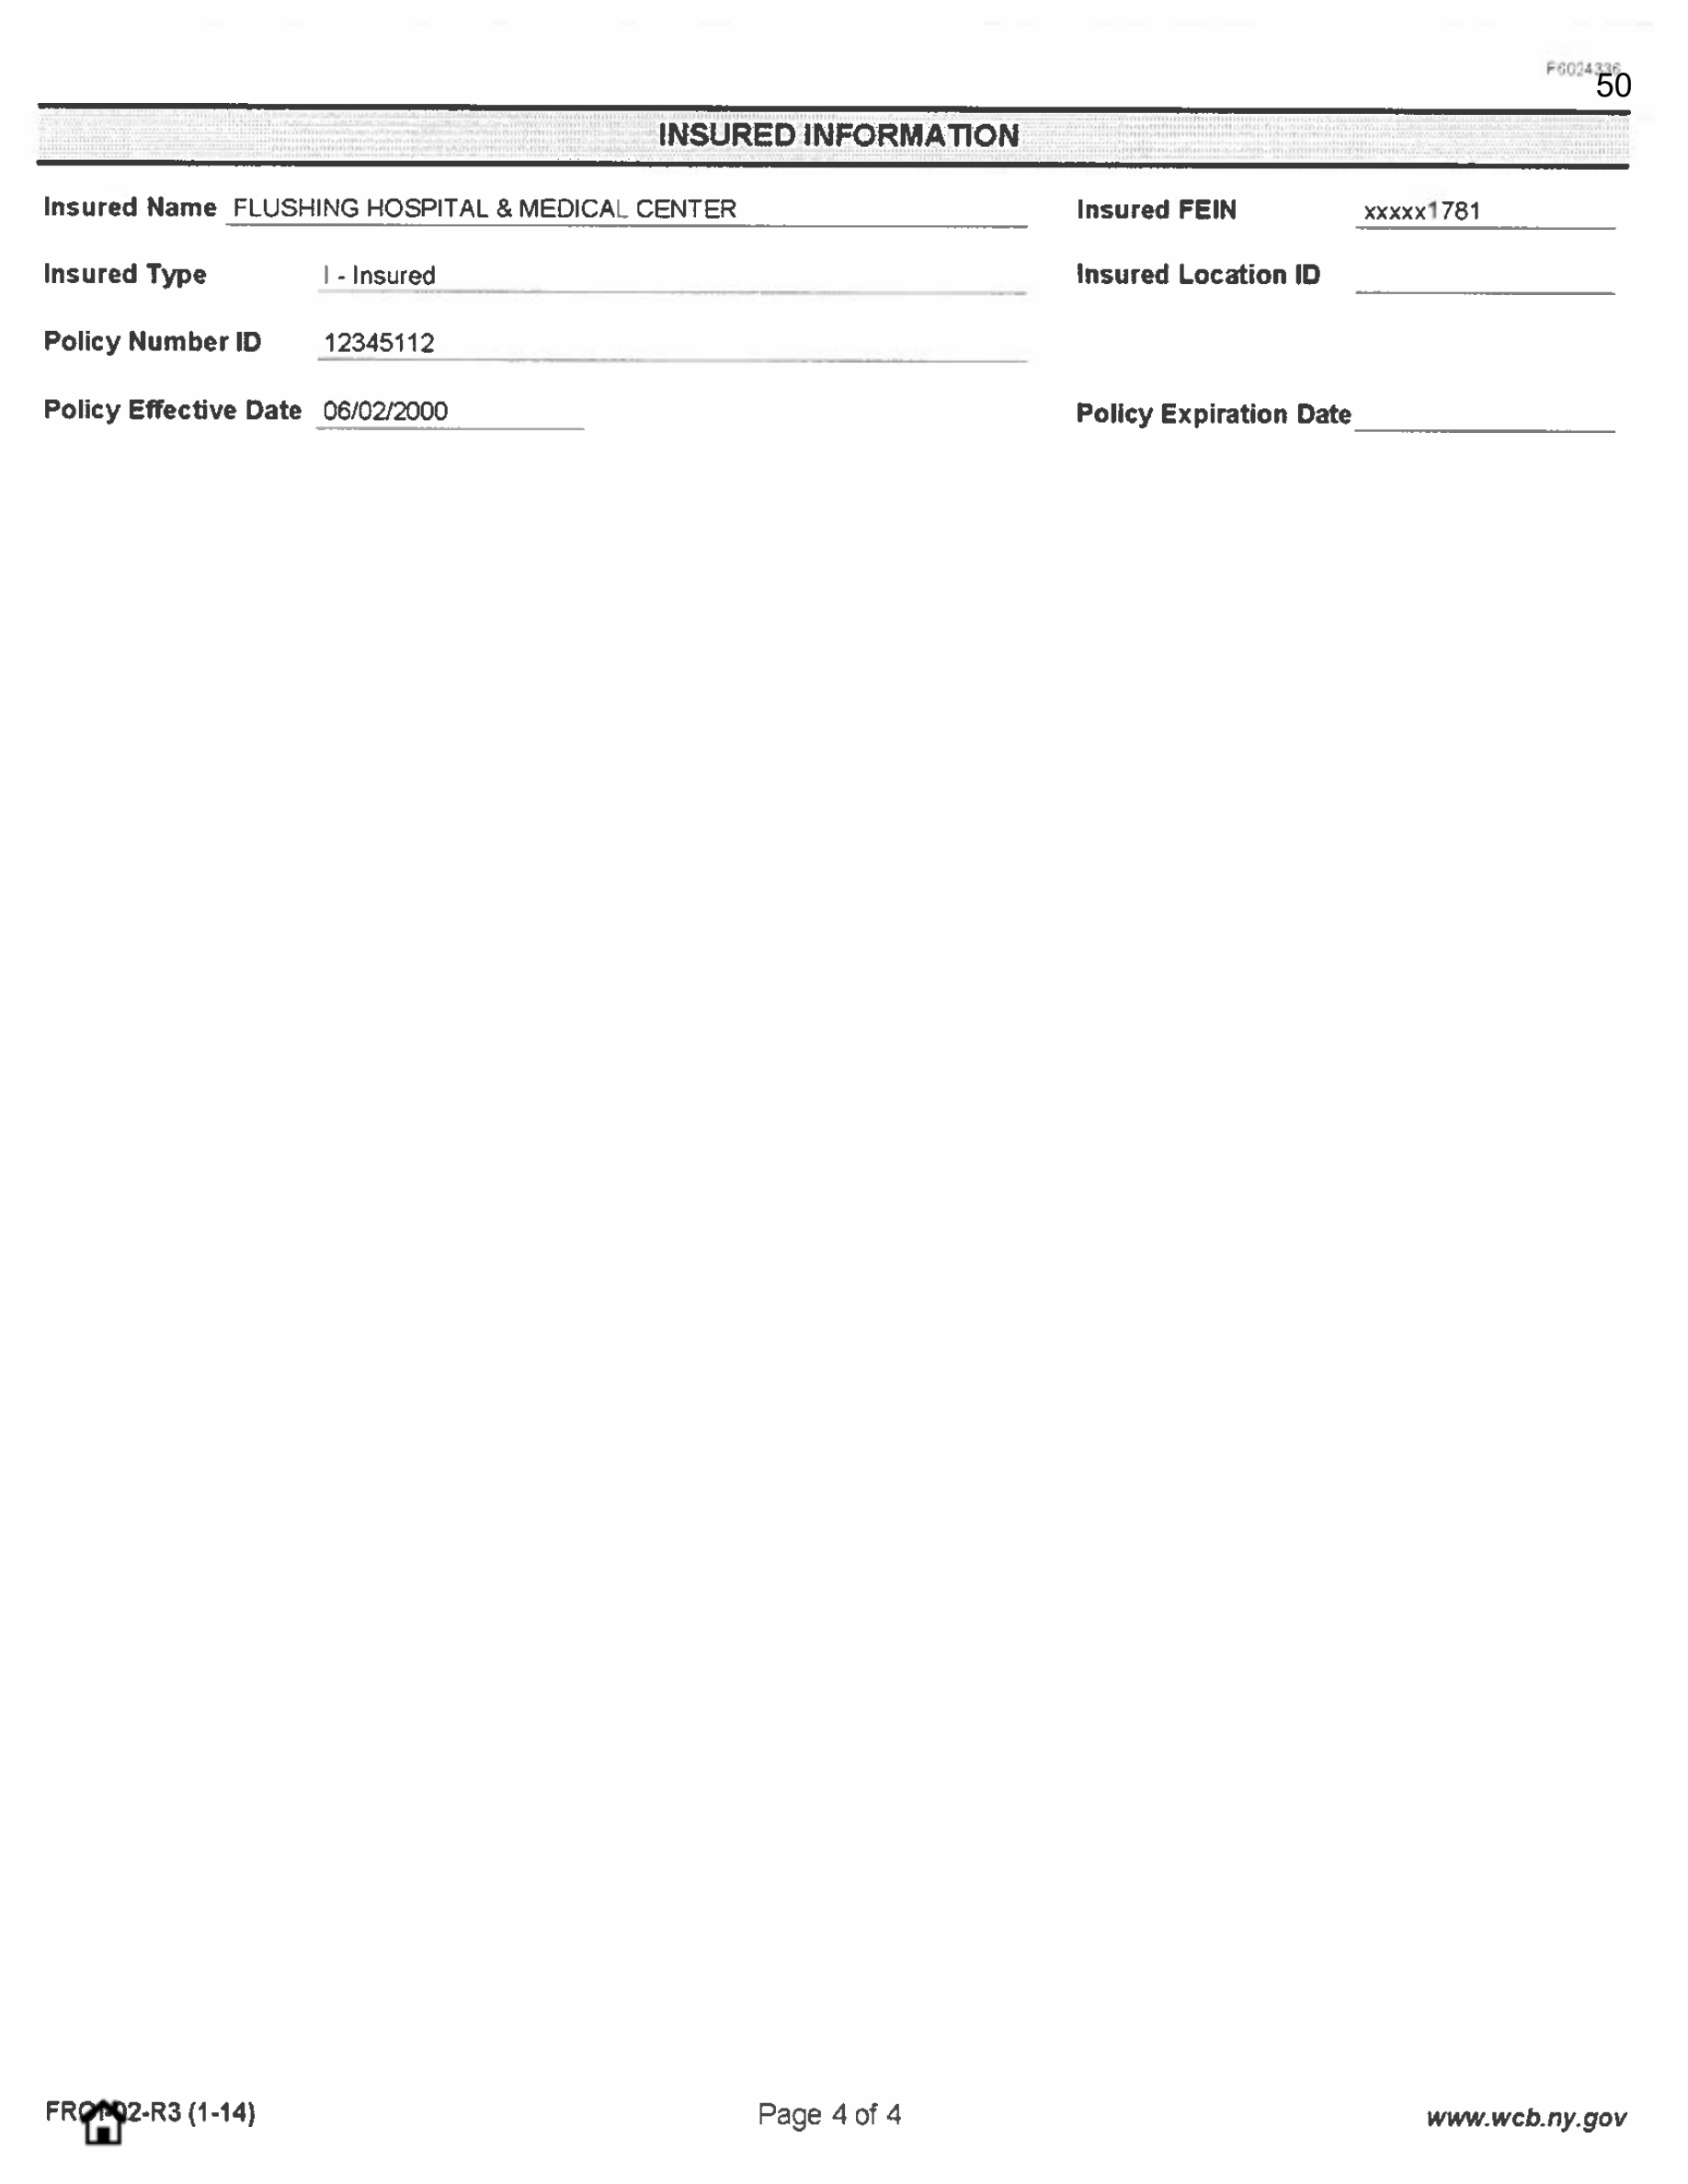 F6024336
50
INSURED INFORMATION
Insured Name FLUSHING HOSPITAL & MEDICAL CENTER Insured FEIN xxxxx1781
Insured Type I - Insured Insured Location ID
Policy Number ID 12345112
Policy Effective Date 06/02/2000 Policy Expiration Date
2-R3 (1-14) Page 4 of 4 www.wcb.ny.gov